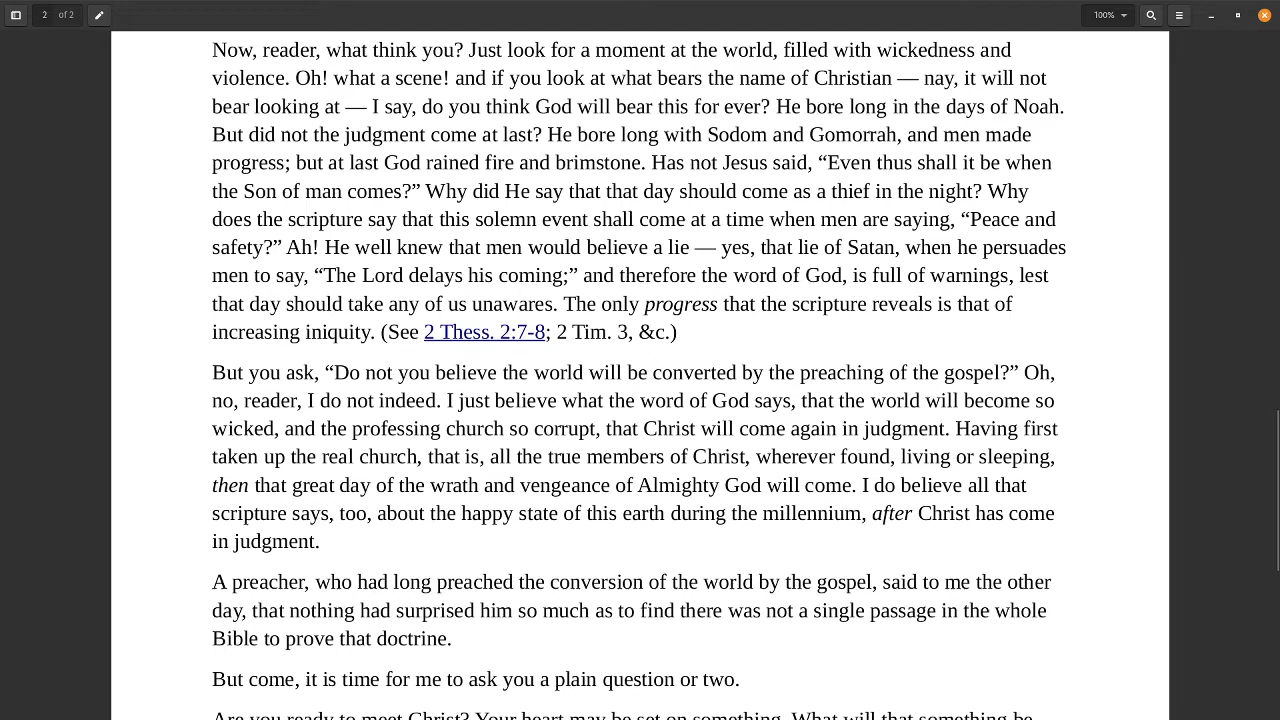 2 of 2
100%
Now, reader, what think you? Just look for a moment at the world, filled with wickedness and
violence. Oh! what a scene! and if you look at what bears the name of Christian — nay, it will not
bear looking at — I say, do you think God will bear this for ever? He bore long in the days of Noah.
But did not the judgment come at last? He bore long with Sodom and Gomorrah, and men made
progress; but at last God rained fire and brimstone. Has not Jesus said, “Even thus shall it be when
the Son of man comes?” Why did He say that that day should come as a thief in the night? Why
does the scripture say that this solemn event shall come at a time when men are saying, “Peace and
safety?” Ah! He well knew that men would believe a lie — yes, that lie of Satan, when he persuades
men to say, “The Lord delays his coming;” and therefore the word of God, is full of warnings, lest
that day should take any of us unawares. The only progress that the scripture reveals is that of
increasing iniquity. (See 2 Thess. 2:7-8; 2 Tim. 3, &c.)
But you ask, “Do not you believe the world will be converted by the preaching of the gospel?” Oh,
no, reader, I do not indeed. I just believe what the word of God says, that the world will become so
wicked, and the professing church so corrupt, that Christ will come again in judgment. Having first
taken up the real church, that is, all the true members of Christ, wherever found, living or sleeping,
then that great day of the wrath and vengeance of Almighty God will come. I do believe all that
scripture says, too, about the happy state of this earth during the millennium, after Christ has come
in judgment.
A preacher, who had long preached the conversion of the world by the gospel, said to me the other
day, that nothing had surprised him so much as to find there was not a single passage in the whole
Bible to prove that doctrine.
But come, it is time for me to ask you a plain question or two.
Are you ready to meet Christ? Your heart may be set on something. What will that something be